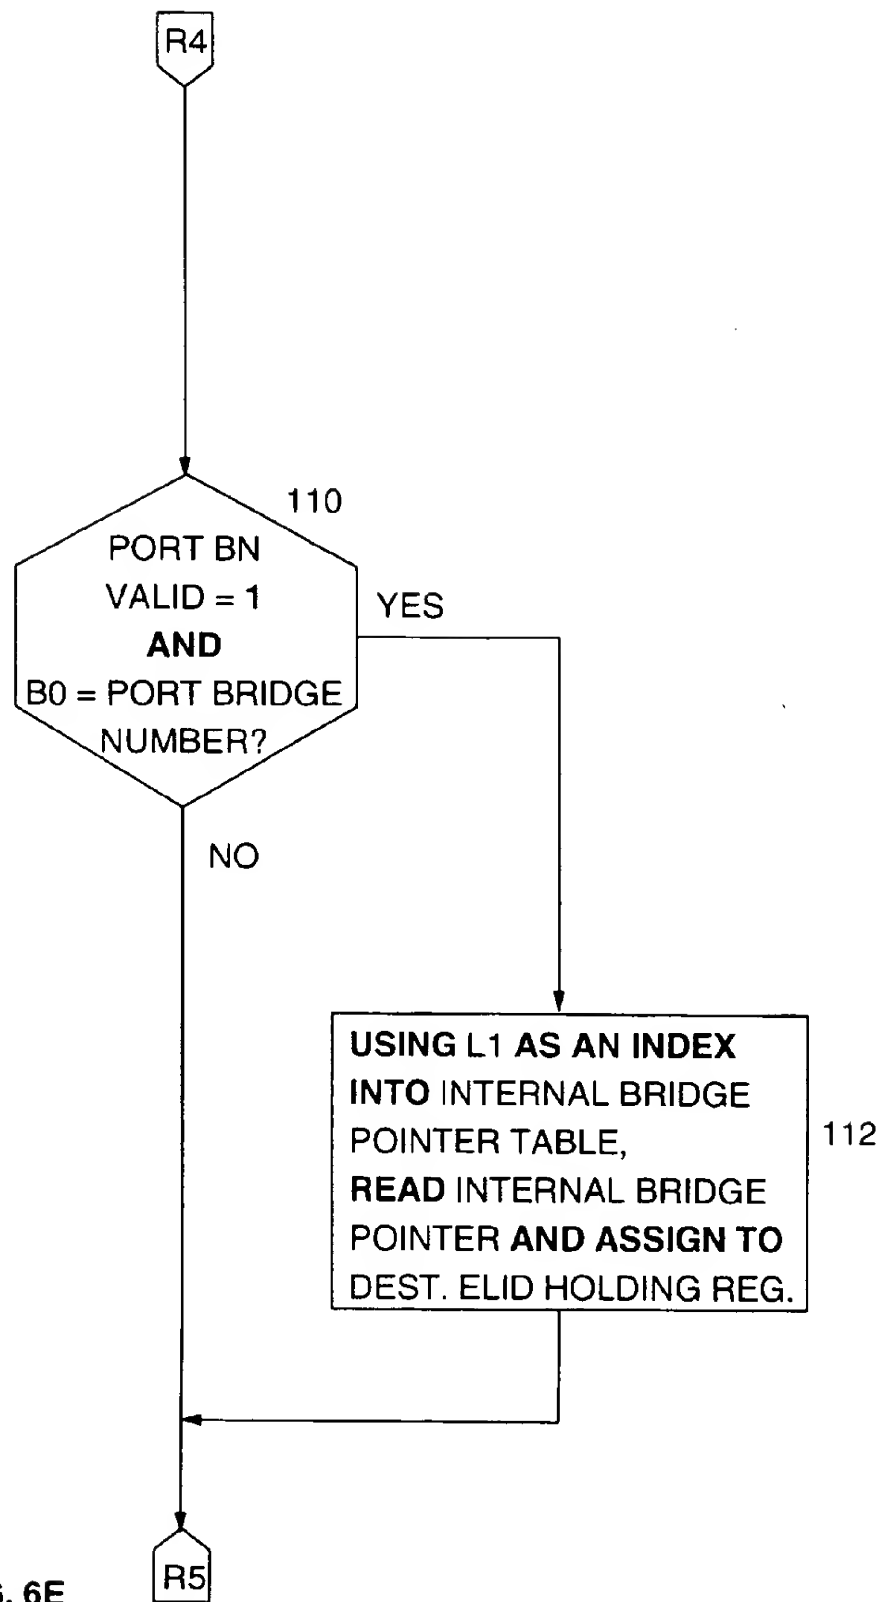 R4
110
PORT BN
VALID = 1
AND
B0 = PORT BRIDGE
NUMBER?
YES
NO
USING L1 AS AN INDEX
INTO INTERNAL BRIDGE
POINTER TABLE,
READ INTERNAL BRIDGE
POINTER AND ASSIGN TO
DEST. ELID HOLDING REG.
112
R5
. 6E